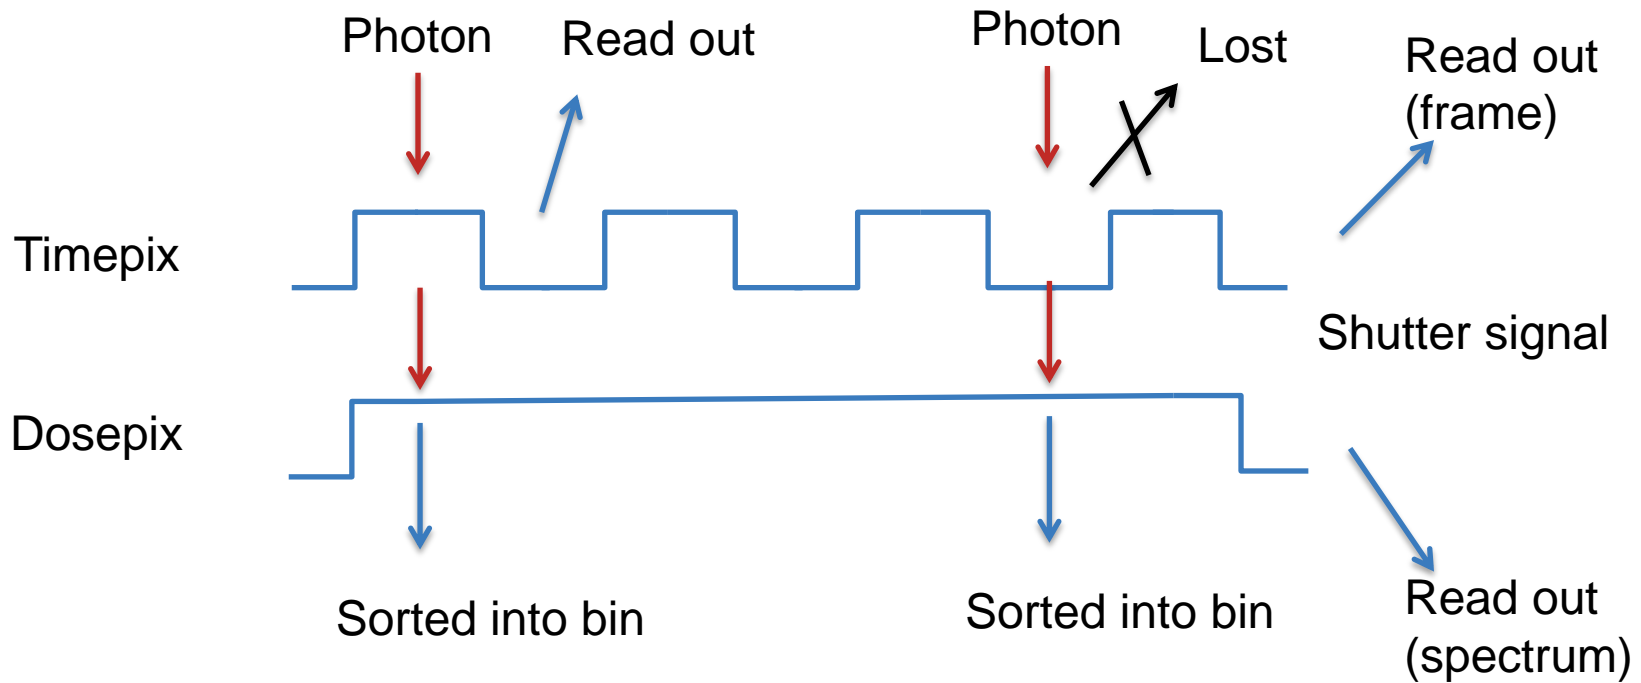 Photon
Read out
Photon
Lost
Read out
(frame)
Timepix
Shutter signal
Dosepix
Sorted into bin
Sorted into bin
Read out
(spectrum)